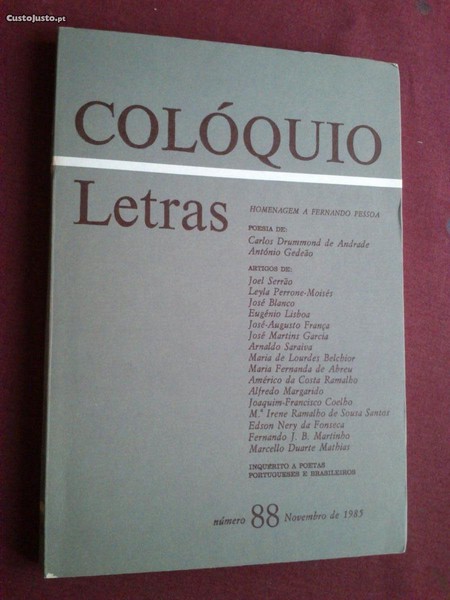 CustoJusto.pt
COLÓQUIO
Letras
HOMENAGEM A FERNANDO PESSOA
POESIA DE:
Carlos Drummond de Andrade
António Gedeão
ARTIGOS DE:
Joel Serrão
Leyla Perrone-Moisés
José Blanco
Eugénio Lisboa
José-Augusto França
José Martins Garcia
Arnaldo Saraiva
Maria de Lourdes Belchior
Maria Fernanda de Abreu
Américo da Costa Ramalho
Alfredo Margarido
Joaquim-Francisco Coelho
M.ª Irene Ramalho de Sousa Santos
Edson Nery da Fonseca
Fernando J. B. Martinho
Marcello Duarte Mathias
INQUÉRITO A POETAS
PORTUGUESES E BRASILEIROS
número 88 Novembro de 1985